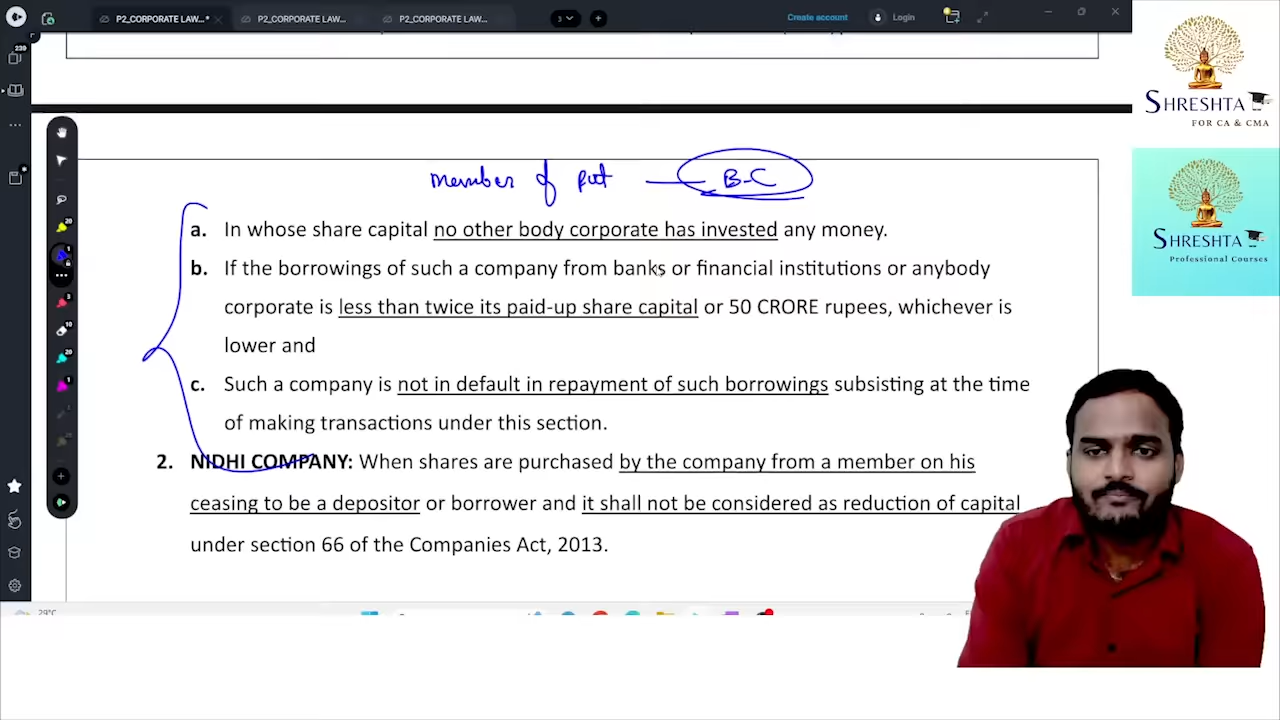 P2_CORPORATE LAW...* P2_CORPORATE LAW... P2_CORPORATE LAW... 3 Create account Login
239
SHRESHTA
FOR CA & CMA
SHRESHTA
Professional Courses
member of pvt — B-C
a. In whose share capital no other body corporate has invested any money.
b. If the borrowings of such a company from banks or financial institutions or anybody
corporate is less than twice its paid-up share capital or 50 CRORE rupees, whichever is
lower and
c. Such a company is not in default in repayment of such borrowings subsisting at the time
of making transactions under this section.
2. NIDHI COMPANY: When shares are purchased by the company from a member on his
ceasing to be a depositor or borrower and it shall not be considered as reduction of capital
under section 66 of the Companies Act, 2013.
29°C